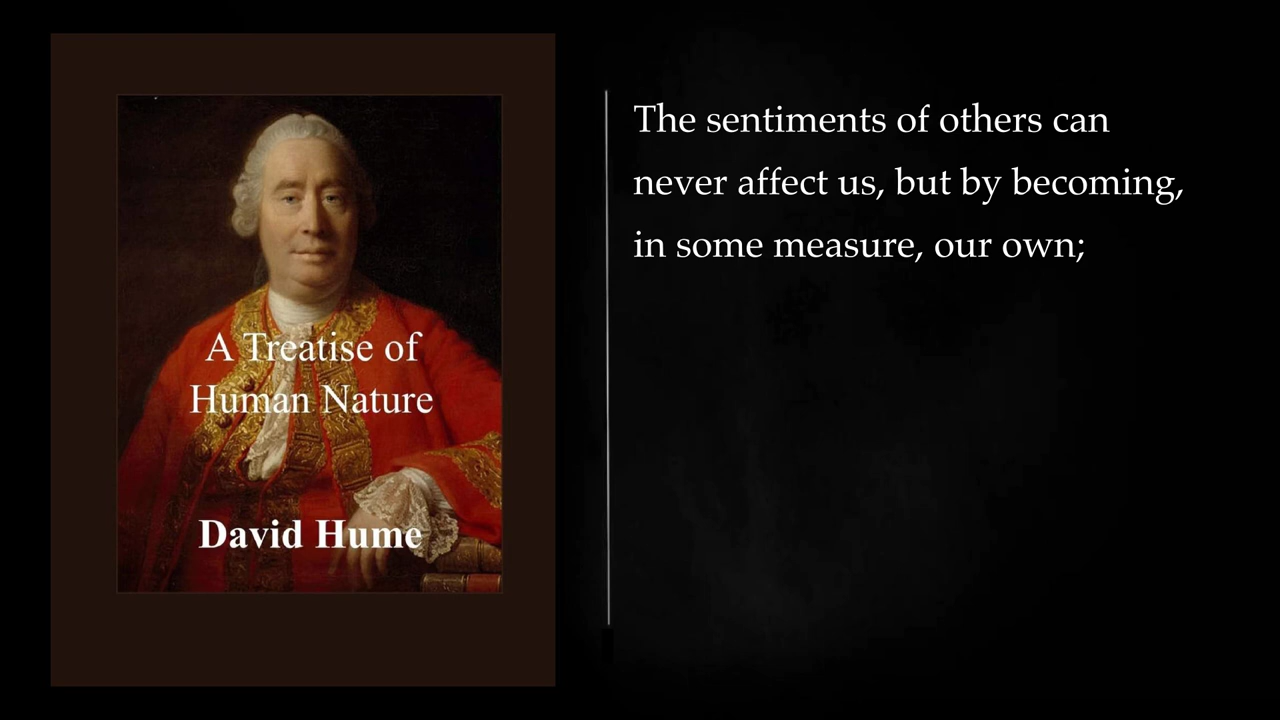 A Treatise of
Human Nature
David Hume
The sentiments of others can
never affect us, but by becoming,
in some measure, our own;